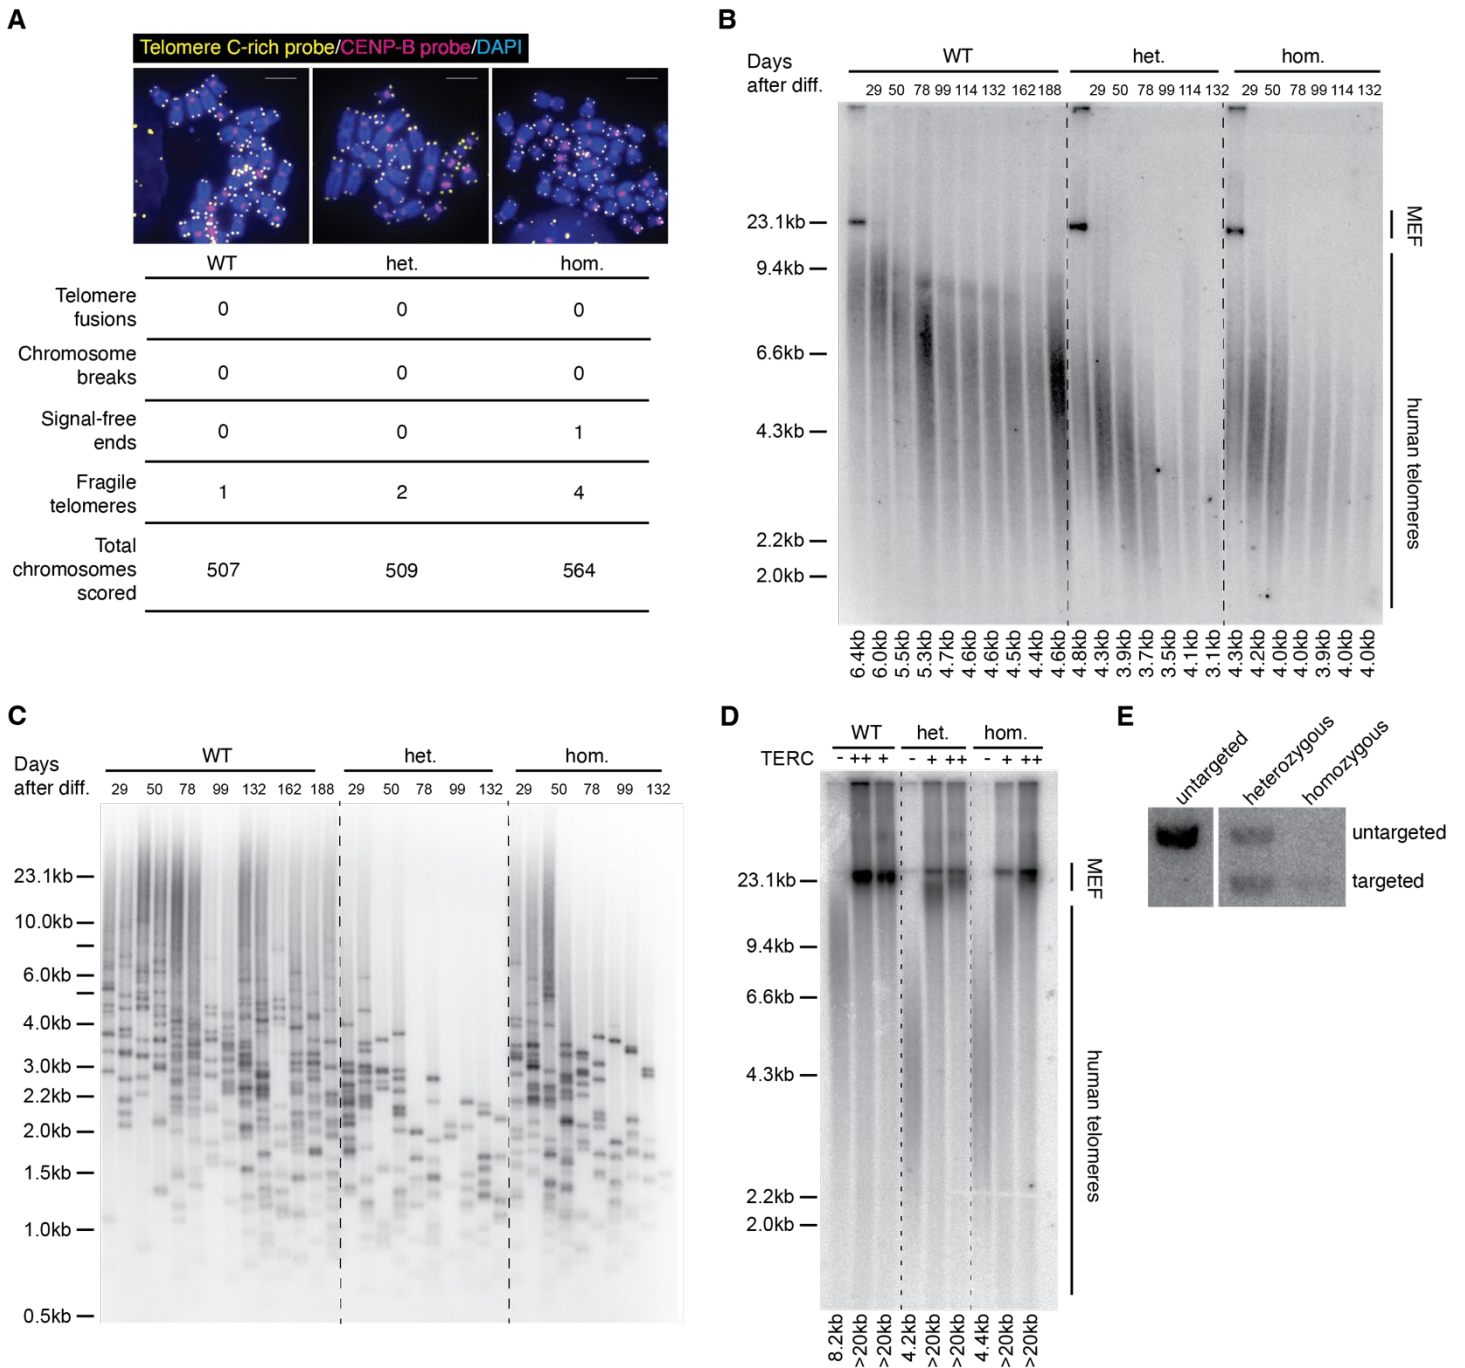 A
Telomere C-rich probe/CENP-B probe/DAPI
WT het. hom.
Telomere fusions 0 0 0
Chromosome breaks 0 0 0
Signal-free ends 0 0 1
Fragile telomeres 1 2 4
Total chromosomes scored 507 509 564
B
Days after diff.
WT het. hom.
29 50 78 99 114 132 162 188 29 50 78 99 114 132 29 50 78 99 114 132
23.1kb
9.4kb
6.6kb
4.3kb
2.2kb
2.0kb
MEF
human telomeres
6.4kb 6.0kb 5.5kb 5.3kb 4.7kb 4.6kb 4.6kb 4.5kb 4.4kb 4.6kb 4.8kb 4.3kb 3.9kb 3.7kb 3.5kb 4.1kb 3.1kb 4.3kb 4.2kb 4.0kb 4.0kb 3.9kb 4.0kb 4.0kb
C
Days after diff.
WT het. hom.
29 50 78 99 132 162 188 29 50 78 99 132 29 50 78 99 132
23.1kb
10.0kb
6.0kb
4.0kb
3.0kb
2.2kb
2.0kb
1.5kb
1.0kb
0.5kb
D
WT het. hom.
TERC - ++ + - + ++ - + ++
23.1kb
9.4kb
6.6kb
4.3kb
2.2kb
2.0kb
MEF
human telomeres
8.2kb >20kb >20kb 4.2kb >20kb >20kb 4.4kb >20kb >20kb
E
untargeted heterozygous homozygous
untargeted
targeted